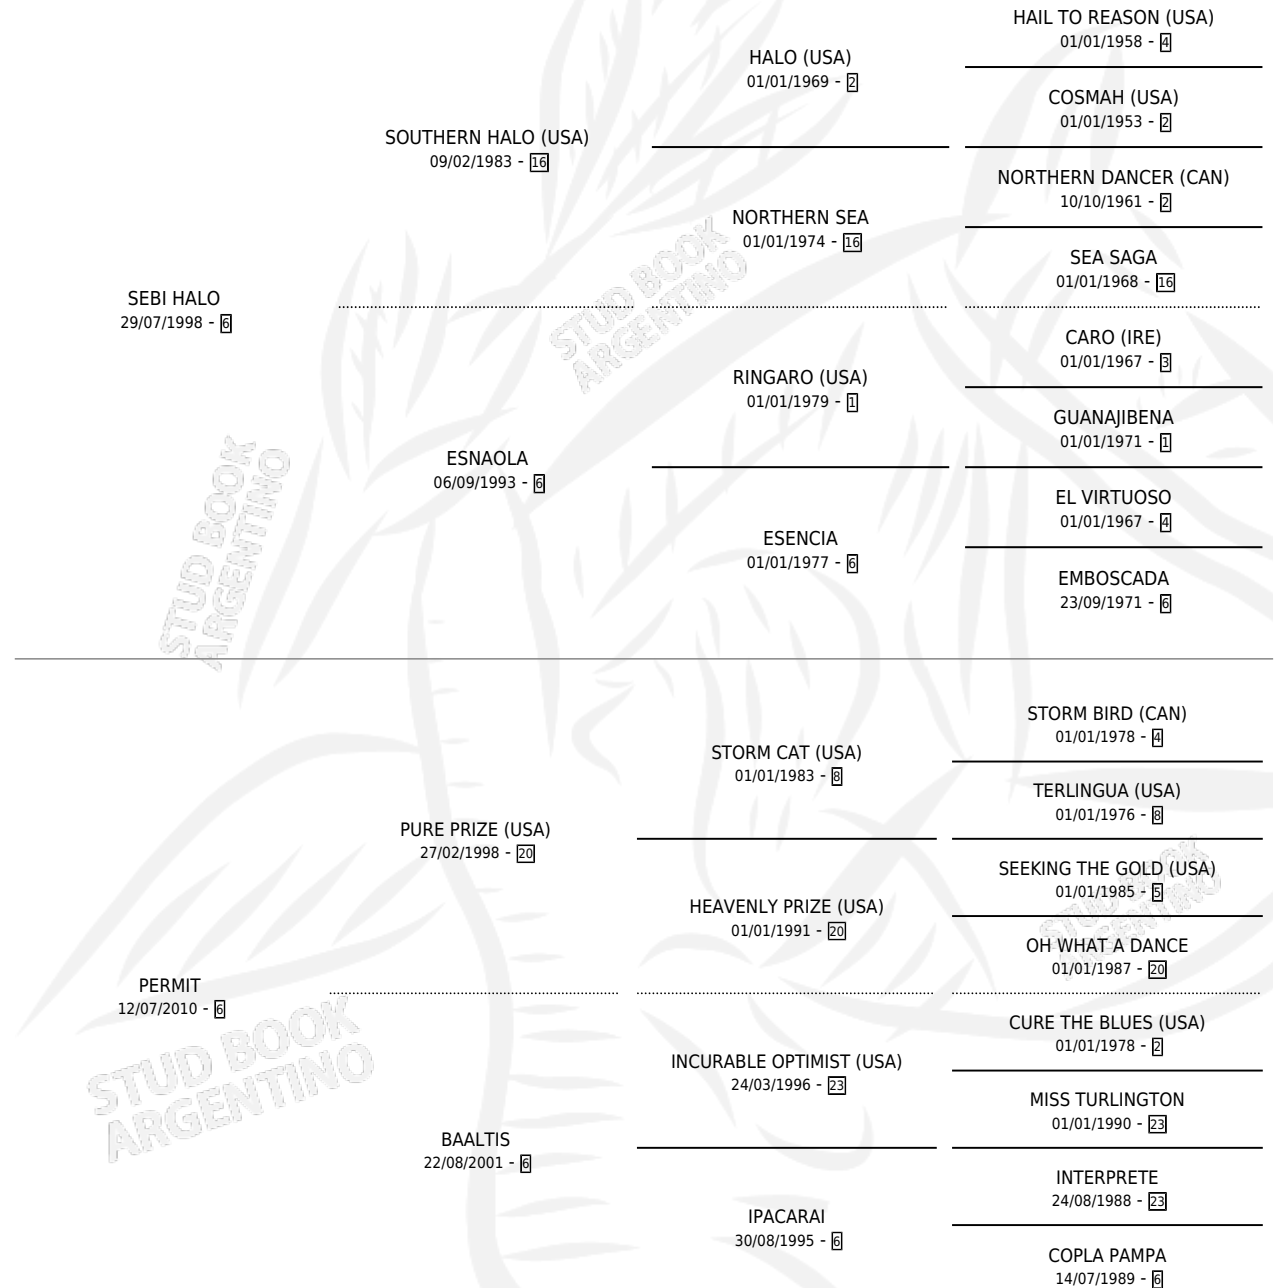 HAIL TO REASON (USA)
01/01/1958 - 4
HALO (USA)
01/01/1969 - 2
COSMAH (USA)
01/01/1953 - 2
SOUTHERN HALO (USA)
09/02/1983 - 16
NORTHERN DANCER (CAN)
10/10/1961 - 2
NORTHERN SEA
01/01/1974 - 16
SEA SAGA
01/01/1968 - 16
SEBI HALO
29/07/1998 - 6
CARO (IRE)
01/01/1967 - 3
RINGARO (USA)
01/01/1979 - 1
GUANAJIBENA
01/01/1971 - 1
ESNAOLA
06/09/1993 - 6
EL VIRTUOSO
01/01/1967 - 4
ESENCIA
01/01/1977 - 6
EMBOSCADA
23/09/1971 - 6
STORM BIRD (CAN)
01/01/1978 - 4
STORM CAT (USA)
01/01/1983 - 8
TERLINGUA (USA)
01/01/1976 - 8
PURE PRIZE (USA)
27/02/1998 - 20
SEEKING THE GOLD (USA)
01/01/1985 - 5
HEAVENLY PRIZE (USA)
01/01/1991 - 20
OH WHAT A DANCE
01/01/1987 - 20
PERMIT
12/07/2010 - 6
CURE THE BLUES (USA)
01/01/1978 - 2
INCURABLE OPTIMIST (USA)
24/03/1996 - 23
MISS TURLINGTON
01/01/1990 - 23
BAALTIS
22/08/2001 - 6
INTERPRETE
24/08/1988 - 23
IPACARAI
30/08/1995 - 6
COPLA PAMPA
14/07/1989 - 6
STUD BOOK
ARGENTINO
STUD BOOK
ARGENTINO
STUD BOOK
ARGENTINO
STUD BOOK
ARGENTINO